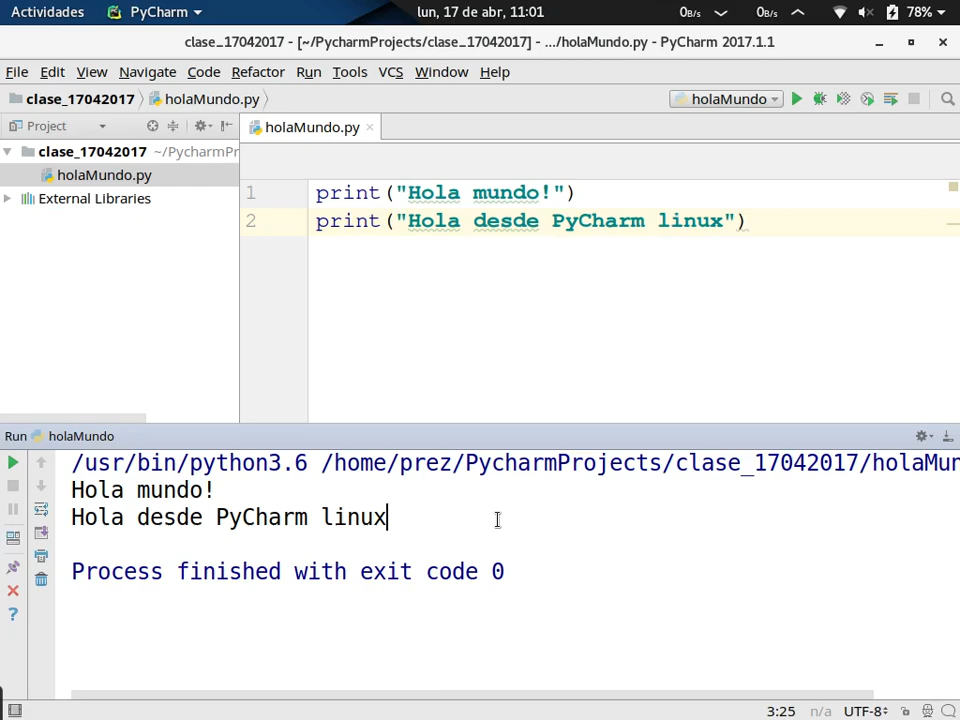 Actividades PyCharm lun, 17 de abr, 11:01 0B/s 0B/s 78%
clase_17042017 - [~/PycharmProjects/clase_17042017] - .../holaMundo.py - PyCharm 2017.1.1
File Edit View Navigate Code Refactor Run Tools VCS Window Help
clase_17042017 holaMundo.py holaMundo
Project holaMundo.py
clase_17042017 ~/PycharmPr
holaMundo.py
External Libraries
1 print("Hola mundo!")
2 print("Hola desde PyCharm linux")
Run holaMundo
/usr/bin/python3.6 /home/prez/PycharmProjects/clase_17042017/holaMun
Hola mundo!
Hola desde PyCharm linux
Process finished with exit code 0
3:25 n/a UTF-8